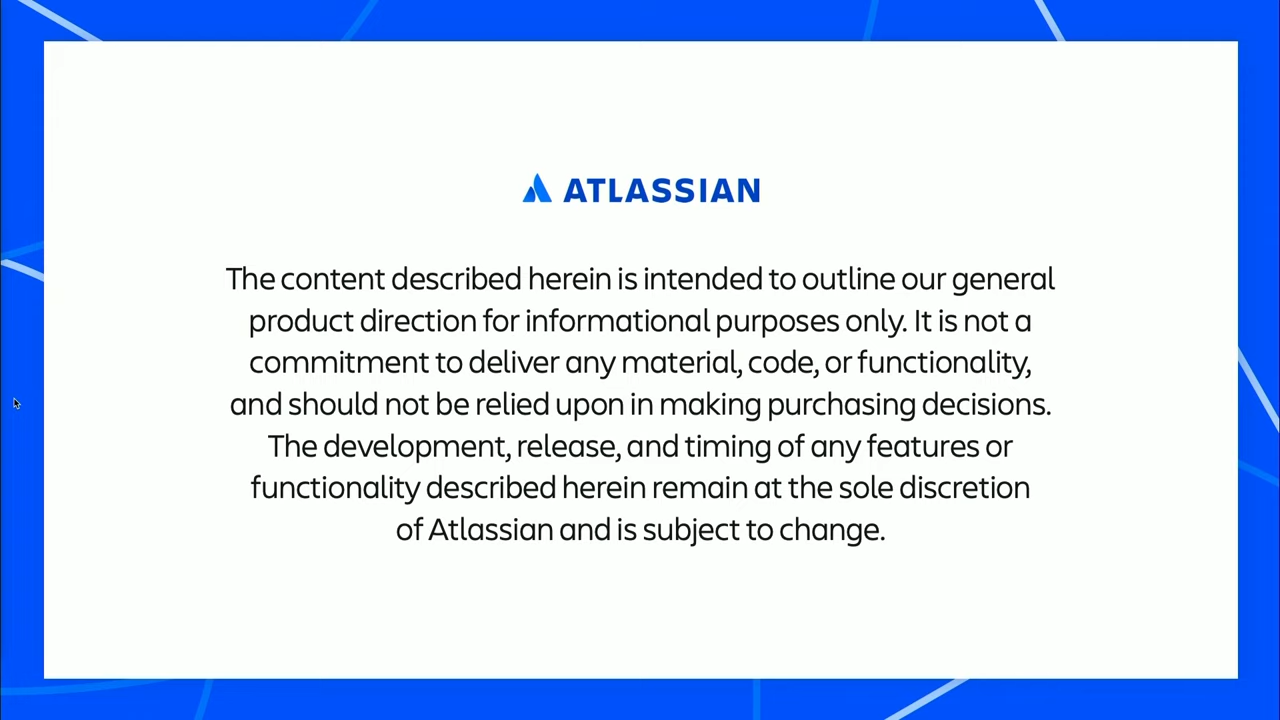 ATLASSIAN
The content described herein is intended to outline our general
product direction for informational purposes only. It is not a
commitment to deliver any material, code, or functionality,
and should not be relied upon in making purchasing decisions.
The development, release, and timing of any features or
functionality described herein remain at the sole discretion
of Atlassian and is subject to change.